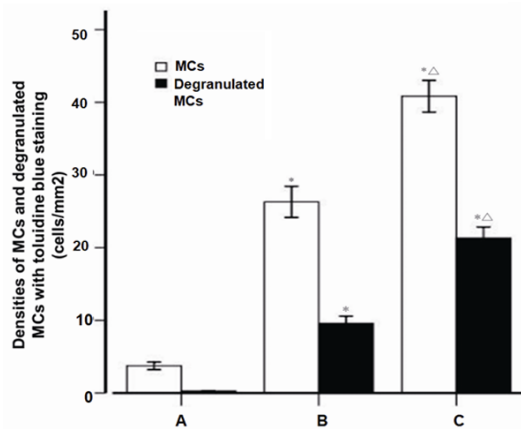 Densities of MCs and degranulated
MCs with toluidine blue staining
(cells/mm2)
50
40
30
20
10
0
MCs
Degranulated
MCs
*
*
*△
*△
A
B
C